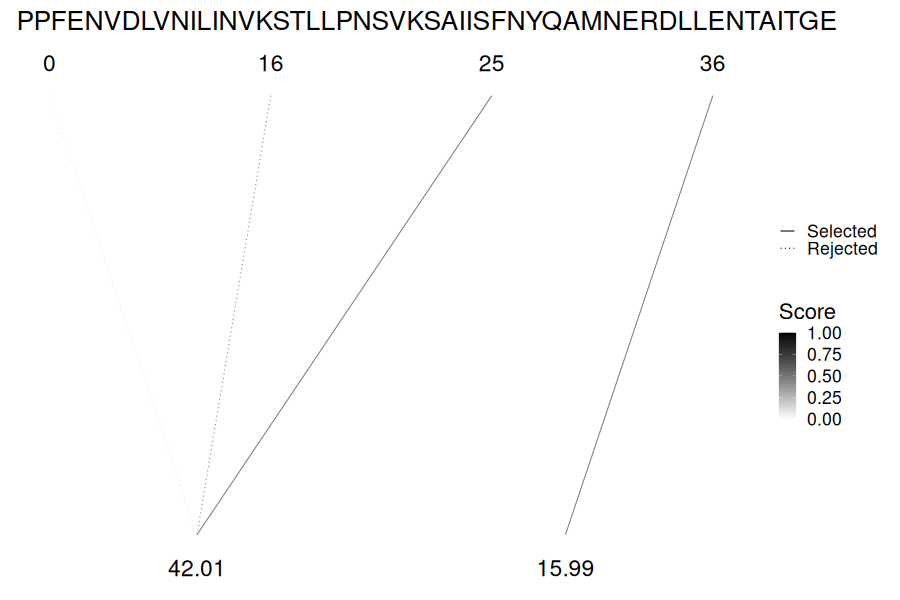 PPFENVDLVNILINVKSTLLPNSVKSAIISFNYQAMNERDLLENTAITGE
0 16 25 36
Selected
Rejected
Score
1.00
0.75
0.50
0.25
0.00
42.01 15.99